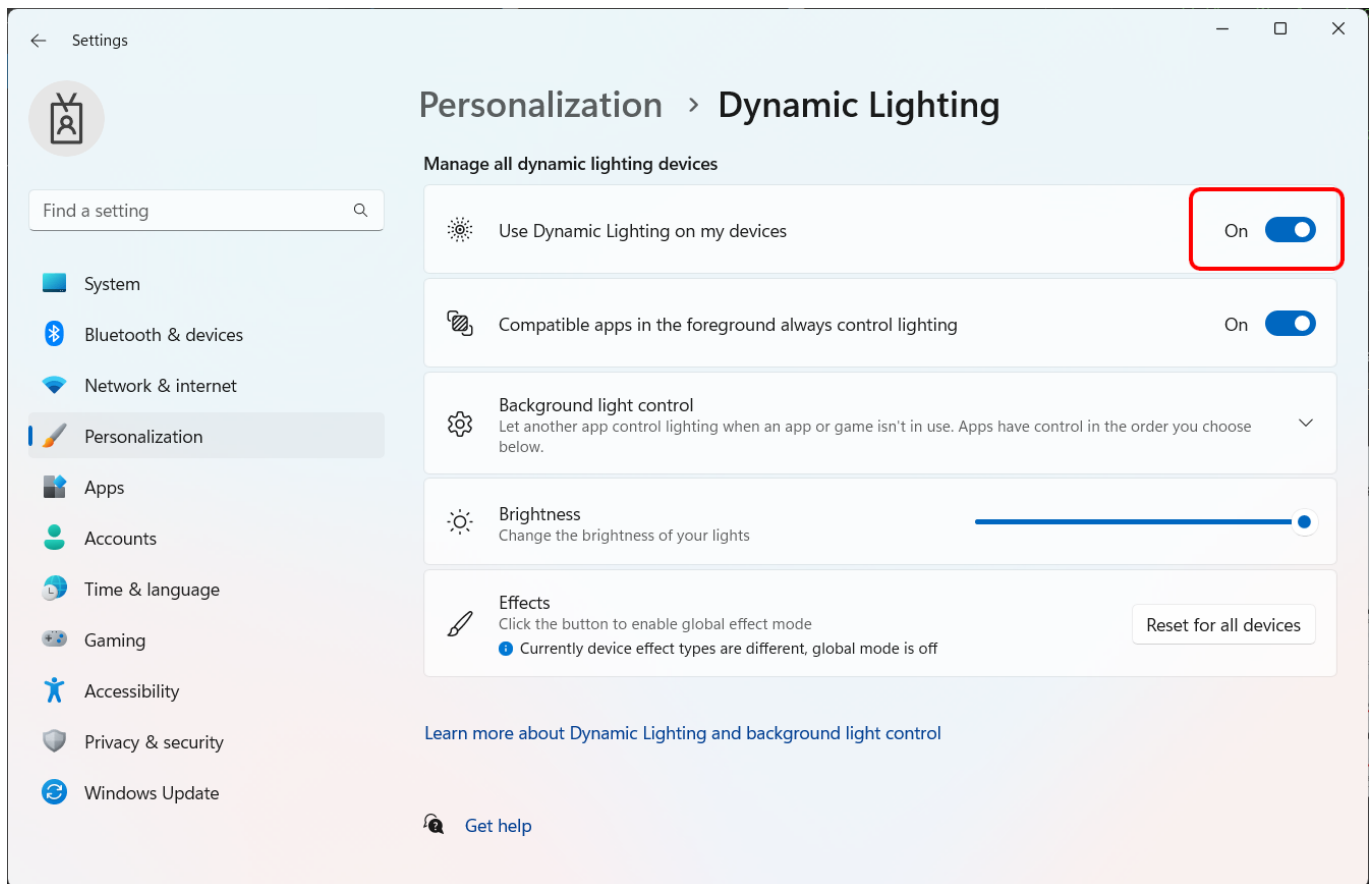 Settings
Personalization > Dynamic Lighting
Manage all dynamic lighting devices
Find a setting
Use Dynamic Lighting on my devices
On
System
Bluetooth & devices
Compatible apps in the foreground always control lighting
On
Network & internet
Personalization
Background light control
Let another app control lighting when an app or game isn't in use. Apps have control in the order you choose
below.
Apps
Accounts
Brightness
Change the brightness of your lights
Time & language
Gaming
Effects
Click the button to enable global effect mode
Currently device effect types are different, global mode is off
Reset for all devices
Accessibility
Privacy & security
Learn more about Dynamic Lighting and background light control
Windows Update
Get help